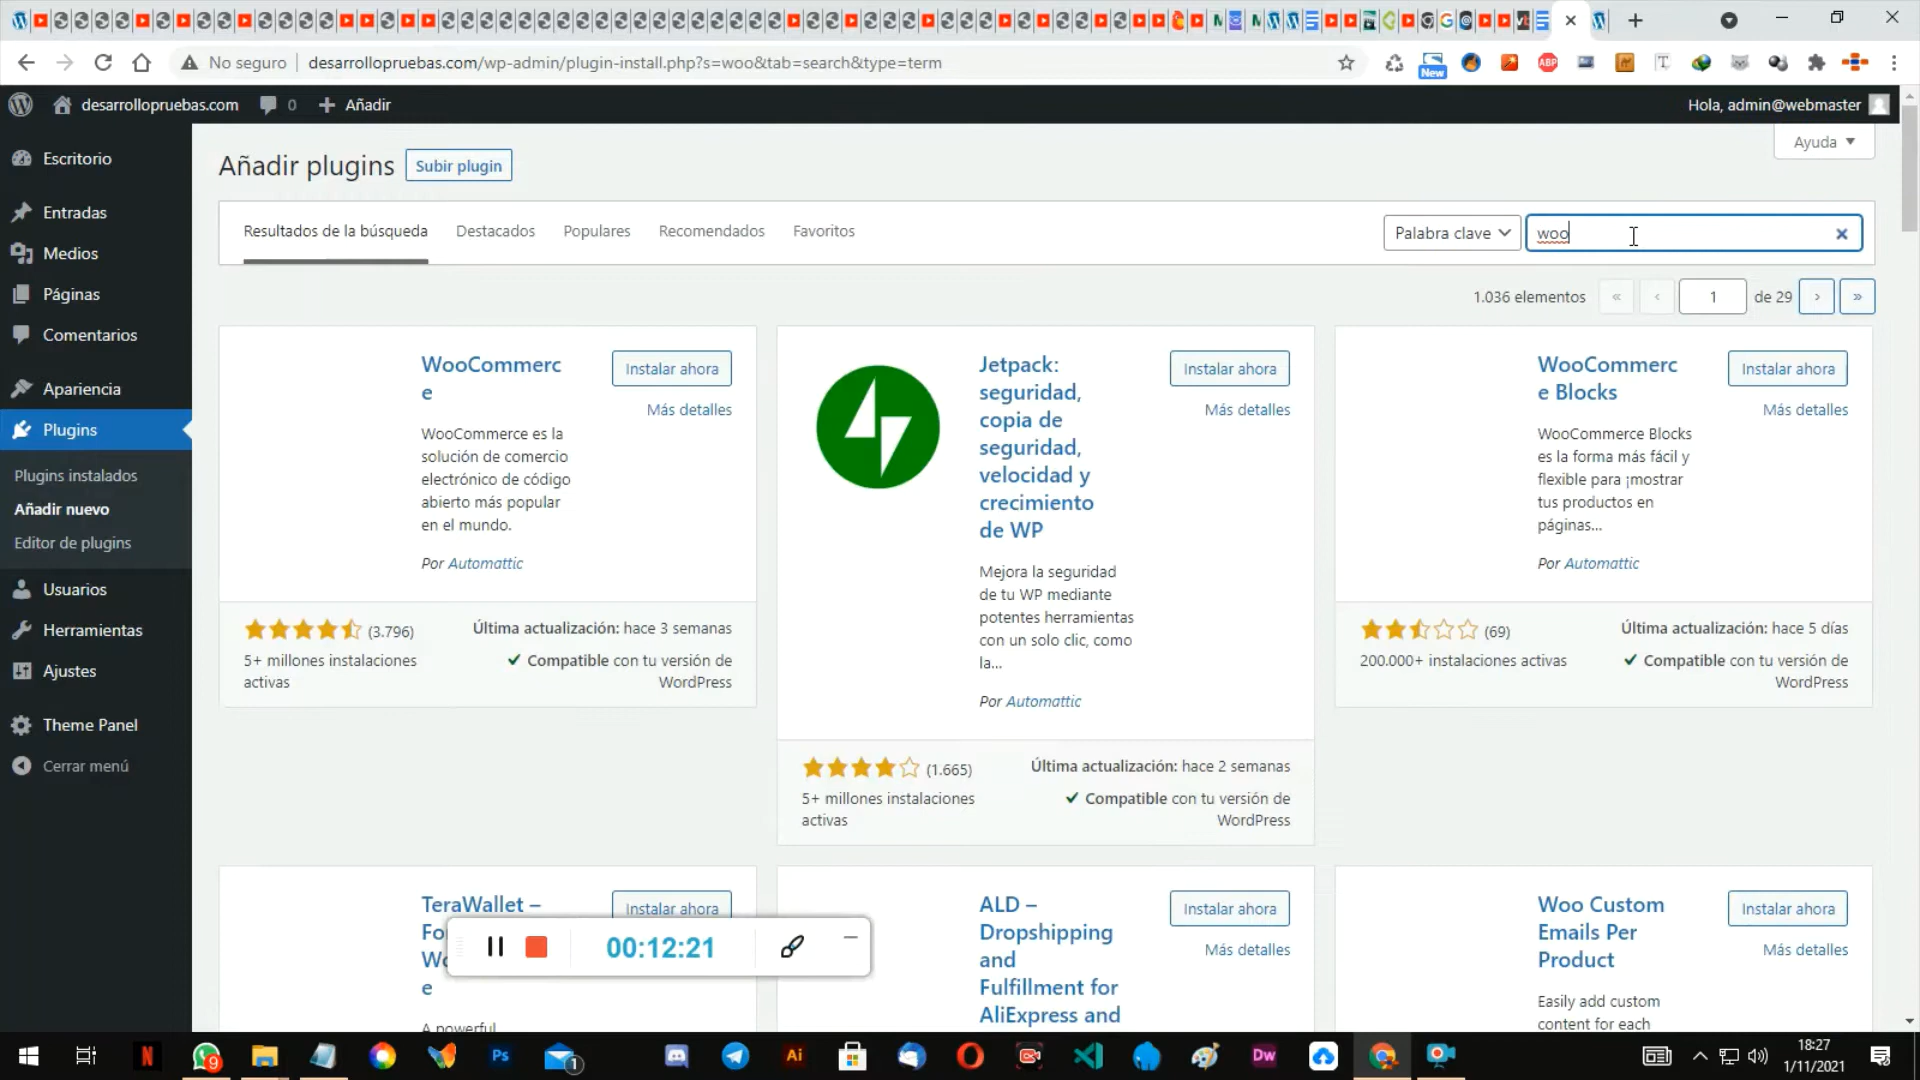 No seguro
desarrollopruebas.com/wp-admin/plugin-install.php?s=woo&tab=search&type=term
ABP
New
desarrollopruebas.com
0
Añadir
Hola, admin@webmaster
Ayuda
Escritorio
Entradas
Medios
Páginas
Comentarios
Apariencia
Plugins
Plugins instalados
Añadir nuevo
Editor de plugins
Usuarios
Herramientas
Ajustes
Theme Panel
Cerrar menú
Añadir plugins
Subir plugin
Resultados de la búsqueda
Destacados
Populares
Recomendados
Favoritos
Palabra clave
woo
1.036 elementos
«
‹
1
de 29
›
»
WooCommerc
e
Instalar ahora
Más detalles
WooCommerce es la
solución de comercio
electrónico de código
abierto más popular
en el mundo.
Por Automattic
(3.796)
5+ millones instalaciones
activas
Última actualización: hace 3 semanas
Compatible con tu versión de
WordPress
Jetpack:
seguridad,
copia de
seguridad,
velocidad y
crecimiento
de WP
Instalar ahora
Más detalles
Mejora la seguridad
de tu WP mediante
potentes herramientas
con un solo clic, como
la...
Por Automattic
(1.665)
5+ millones instalaciones
activas
Última actualización: hace 2 semanas
Compatible con tu versión de
WordPress
WooCommerc
e Blocks
Instalar ahora
Más detalles
WooCommerce Blocks
es la forma más fácil y
flexible para ¡mostrar
tus productos en
páginas...
Por Automattic
(69)
200.000+ instalaciones activas
Última actualización: hace 5 días
Compatible con tu versión de
WordPress
TeraWallet –
Fo
Wo
e
Instalar ahora
A powerful
00:12:21
ALD –
Dropshipping
and
Fulfillment for
AliExpress and
Instalar ahora
Más detalles
Woo Custom
Emails Per
Product
Instalar ahora
Más detalles
Easily add custom
content for each
N
9
Ps
1
Ai
Dw
18:27
1/11/2021